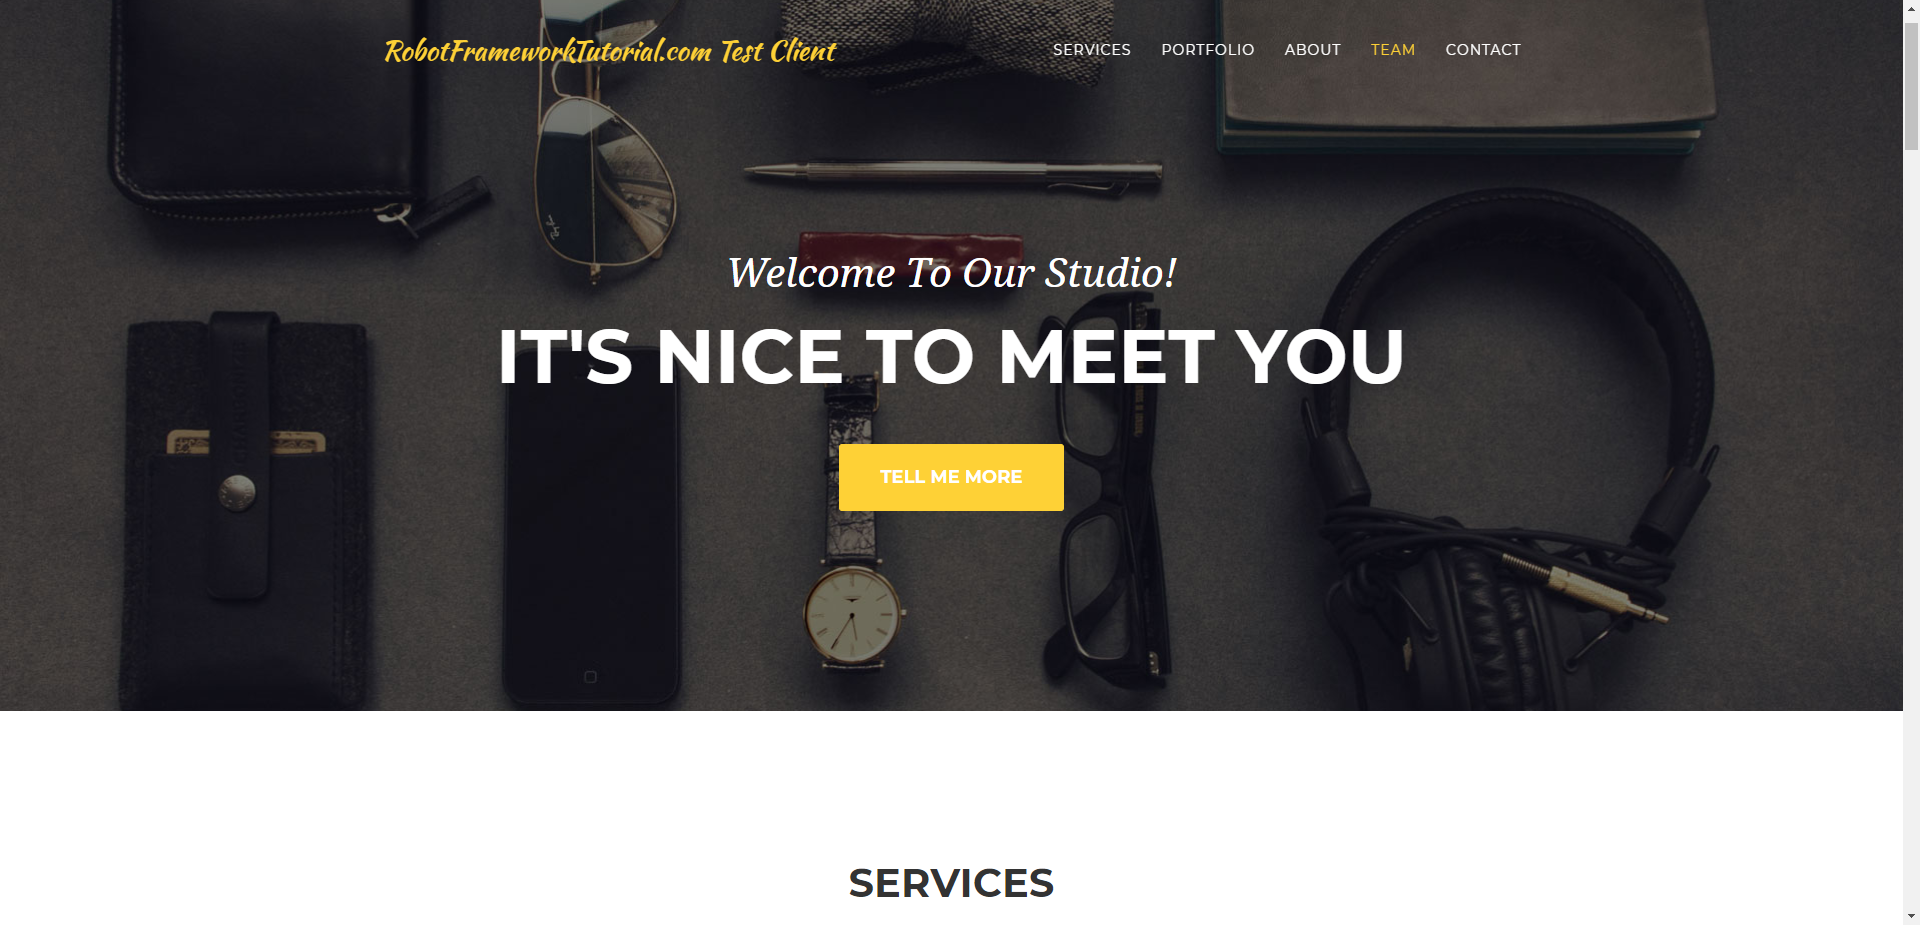 RobotFrameworkTutorial.com Test Client
SERVICES PORTFOLIO ABOUT TEAM CONTACT
Welcome To Our Studio!
IT'S NICE TO MEET YOU
TELL ME MORE
SERVICES